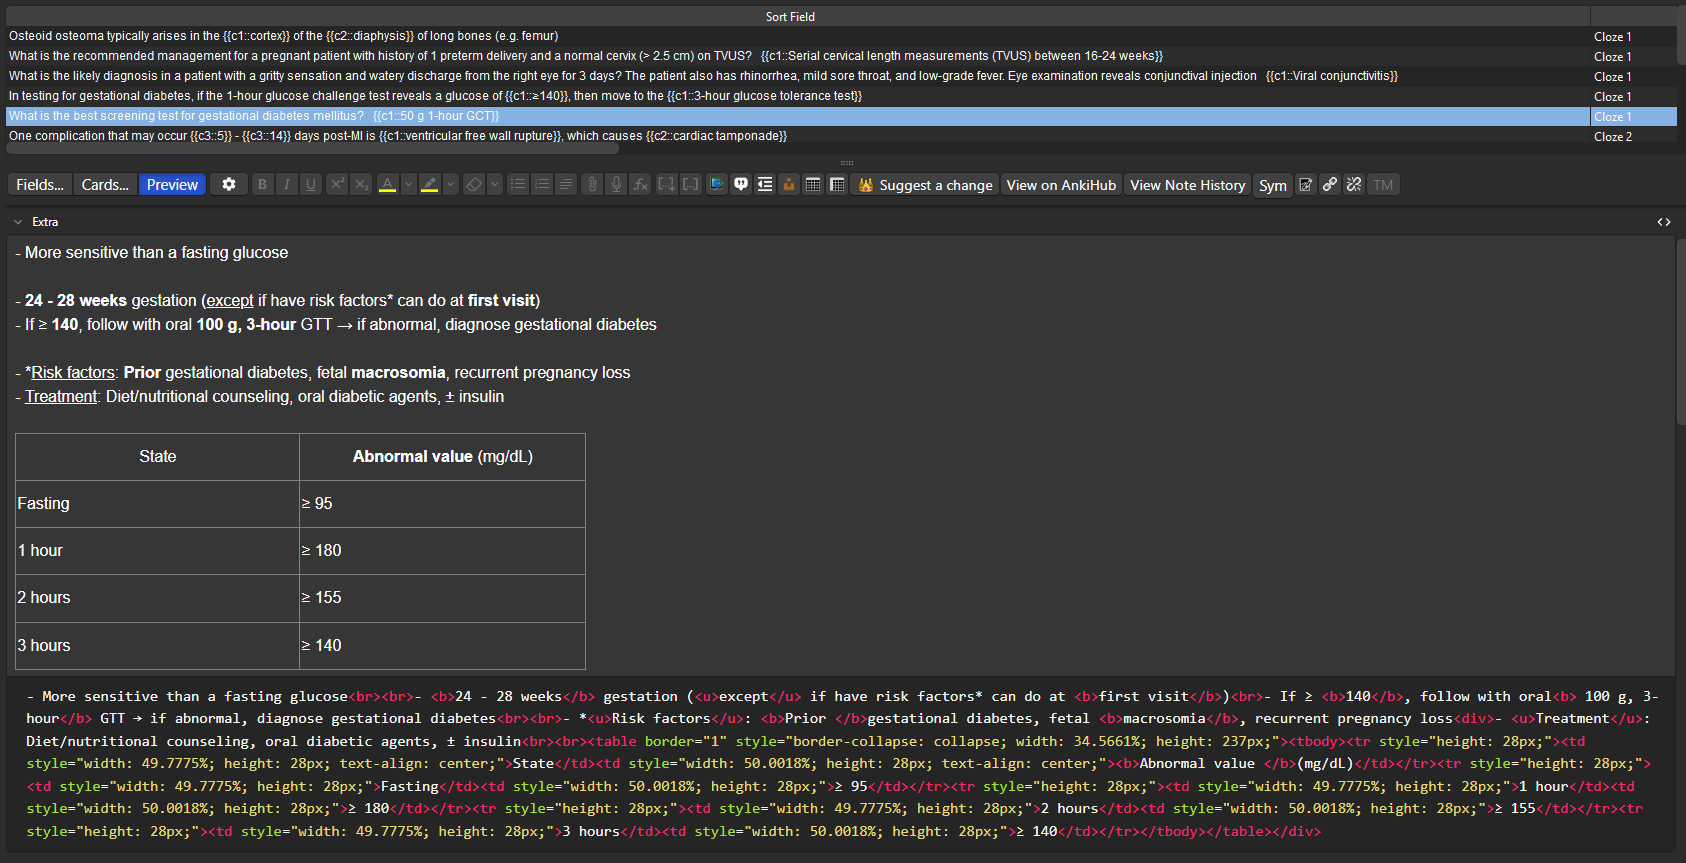 Sort Field
Osteoid osteoma typically arises in the {{c1::cortex}} of the {{c2::diaphysis}} of long bones (e.g. femur) Cloze 1
What is the recommended management for a pregnant patient with history of 1 preterm delivery and a normal cervix (> 2.5 cm) on TVUS? {{c1::Serial cervical length measurements (TVUS) between 16-24 weeks}} Cloze 1
What is the likely diagnosis in a patient with a gritty sensation and watery discharge from the right eye for 3 days? The patient also has rhinorrhea, mild sore throat, and low-grade fever. Eye examination reveals conjunctival injection {{c1::Viral conjunctivitis}} Cloze 1
In testing for gestational diabetes, if the 1-hour glucose challenge test reveals a glucose of {{c1::≥140}}, then move to the {{c1::3-hour glucose tolerance test}} Cloze 1
What is the best screening test for gestational diabetes mellitus? {{c1::50 g 1-hour GCT}} Cloze 1
One complication that may occur {{c3::5}} - {{c3::14}} days post-MI is {{c1::ventricular free wall rupture}}, which causes {{c2::cardiac tamponade}} Cloze 2
Fields... Cards... Preview B I U X² X₂ A fx [··] [··] Suggest a change View on AnkiHub View Note History Sym TM
Extra <>
- More sensitive than a fasting glucose
- 24 - 28 weeks gestation (except if have risk factors* can do at first visit)
- If ≥ 140, follow with oral 100 g, 3-hour GTT → if abnormal, diagnose gestational diabetes
- *Risk factors: Prior gestational diabetes, fetal macrosomia, recurrent pregnancy loss
- Treatment: Diet/nutritional counseling, oral diabetic agents, ± insulin
State Abnormal value (mg/dL)
Fasting ≥ 95
1 hour ≥ 180
2 hours ≥ 155
3 hours ≥ 140
- More sensitive than a fasting glucose<br><br>- <b>24 - 28 weeks</b> gestation (<u>except</u> if have risk factors* can do at <b>first visit</b>)<br>- If ≥ <b>140</b>, follow with oral<b> 100 g, 3-
hour</b> GTT → if abnormal, diagnose gestational diabetes<br><br>- *<u>Risk factors</u>: <b>Prior </b>gestational diabetes, fetal <b>macrosomia</b>, recurrent pregnancy loss<div>- <u>Treatment</u>:
Diet/nutritional counseling, oral diabetic agents, ± insulin<br><br><table border="1" style="border-collapse: collapse; width: 34.5661%; height: 237px;"><tbody><tr style="height: 28px;"><td
style="width: 49.7775%; height: 28px; text-align: center;">State</td><td style="width: 50.0018%; height: 28px; text-align: center;"><b>Abnormal value </b>(mg/dL)</td></tr><tr style="height: 28px;">
<td style="width: 49.7775%; height: 28px;">Fasting</td><td style="width: 50.0018%; height: 28px;">≥ 95</td></tr><tr style="height: 28px;"><td style="width: 49.7775%; height: 28px;">1 hour</td><td
style="width: 50.0018%; height: 28px;">≥ 180</td></tr><tr style="height: 28px;"><td style="width: 49.7775%; height: 28px;">2 hours</td><td style="width: 50.0018%; height: 28px;">≥ 155</td></tr><tr
style="height: 28px;"><td style="width: 49.7775%; height: 28px;">3 hours</td><td style="width: 50.0018%; height: 28px;">≥ 140</td></tr></tbody></table></div>